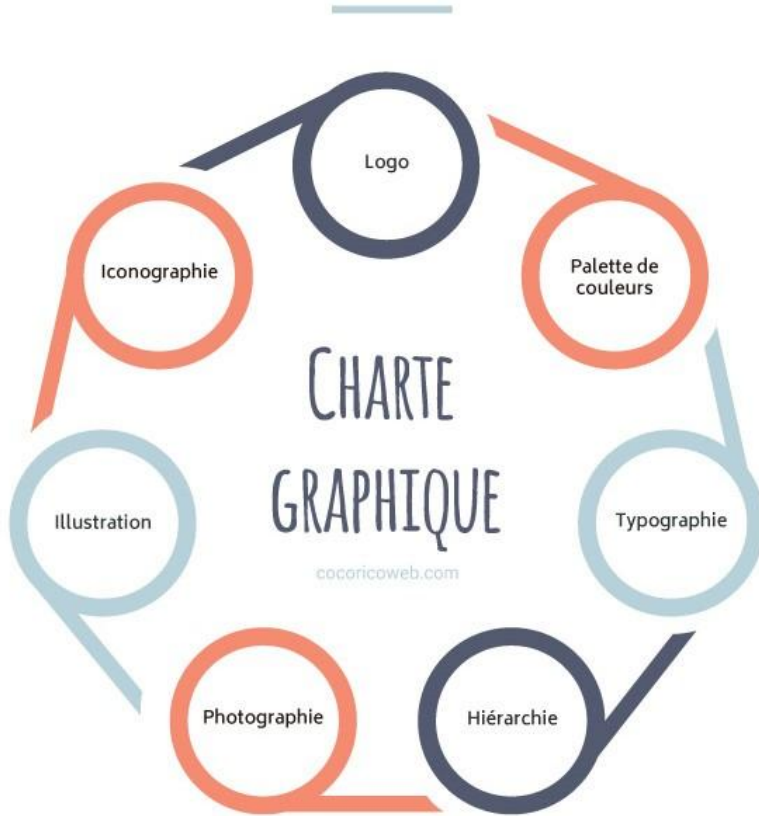 Logo
Palette de
couleurs
Typographie
Hiérarchie
Photographie
Illustration
Iconographie
CHARTE
GRAPHIQUE
cocoricoweb.com